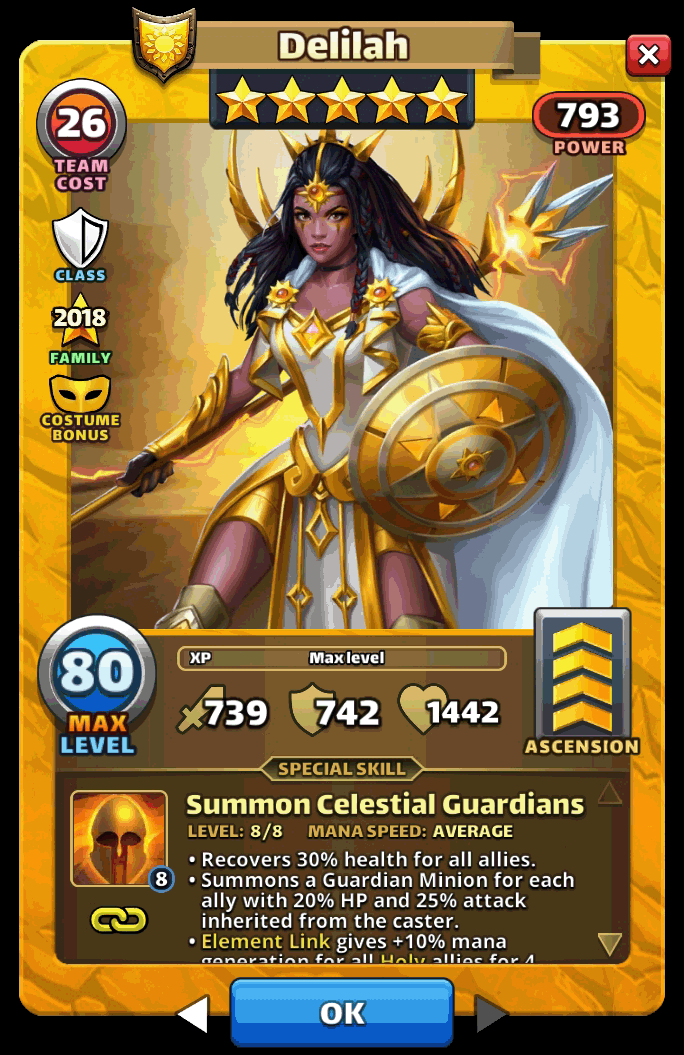 Delilah
26
TEAM
COST
793
POWER
CLASS
2018
FAMILY
COSTUME
BONUS
80
MAX
LEVEL
XP Max level
739 742 1442
ASCENSION
SPECIAL SKILL
Summon Celestial Guardians
LEVEL: 8/8 MANA SPEED: AVERAGE
8
• Recovers 30% health for all allies.
• Summons a Guardian Minion for each
ally with 20% HP and 25% attack
inherited from the caster.
• Element Link gives +10% mana
generation for all Holy allies for 4
OK